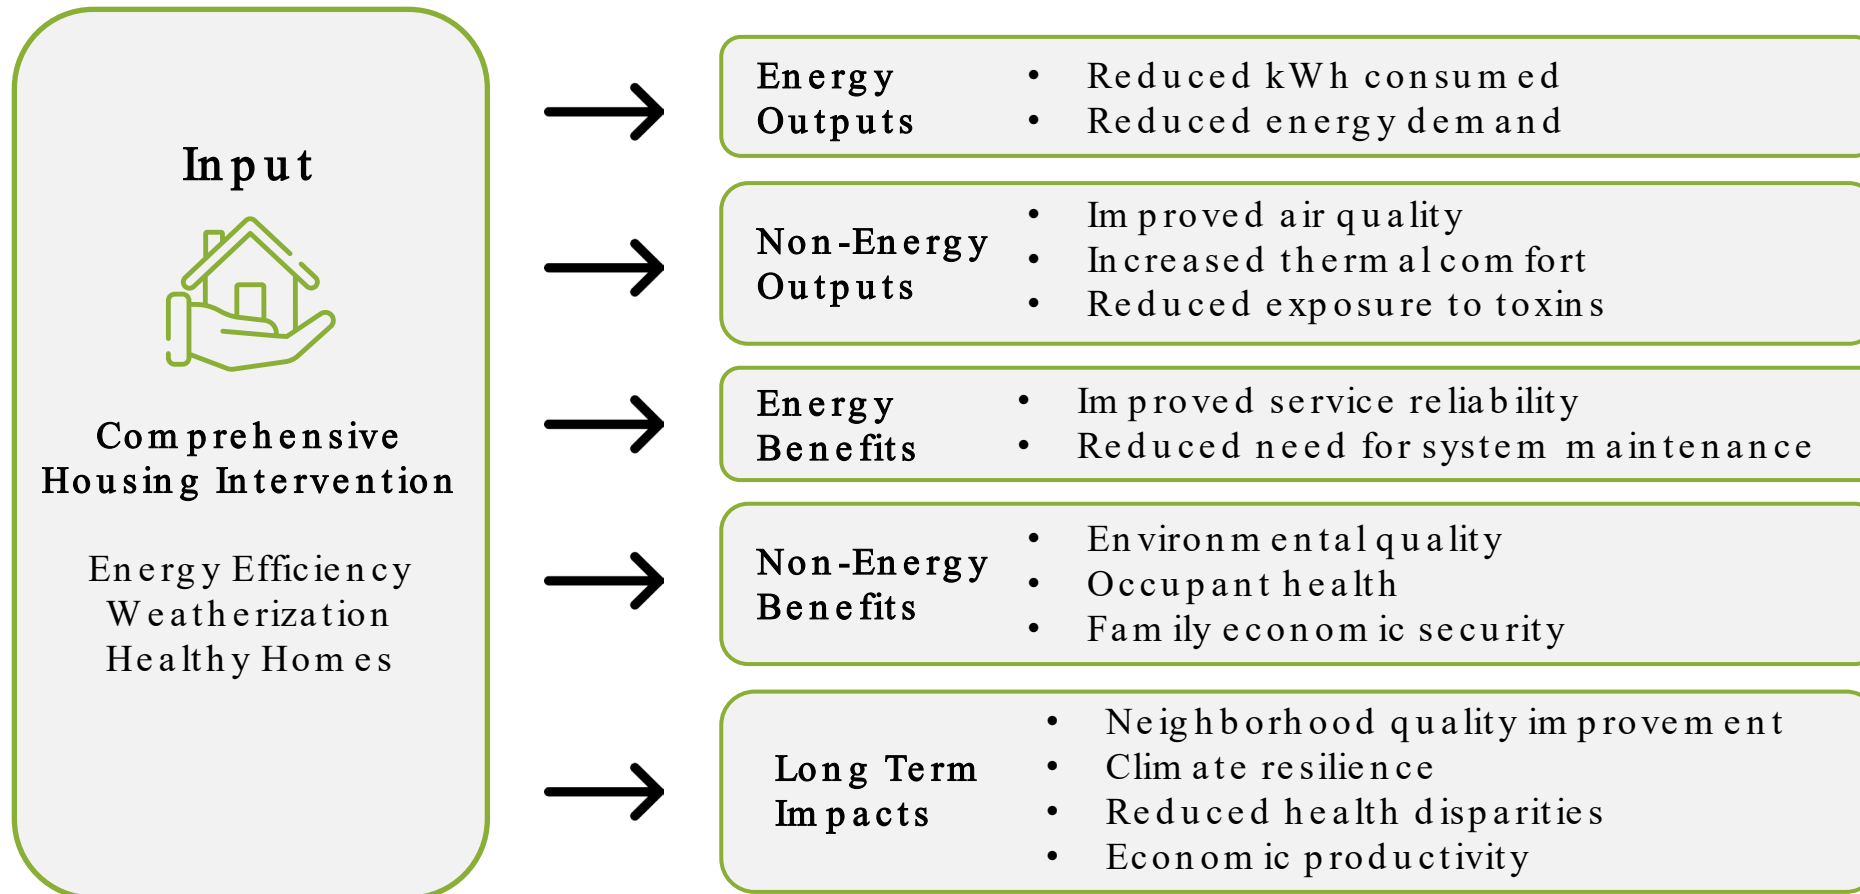 Input
Comprehensive
Housing Intervention
Energy Efficiency
Weatherization
Healthy Homes
Energy
Outputs
• Reduced kWh consumed
• Reduced energy demand
Non-Energy
Outputs
• Improved air quality
• Increased thermal comfort
• Reduced exposure to toxins
Energy
Benefits
• Improved service reliability
• Reduced need for system maintenance
Non-Energy
Benefits
• Environmental quality
• Occupant health
• Family economic security
Long Term
Impacts
• Neighborhood quality improvement
• Climate resilience
• Reduced health disparities
• Economic productivity